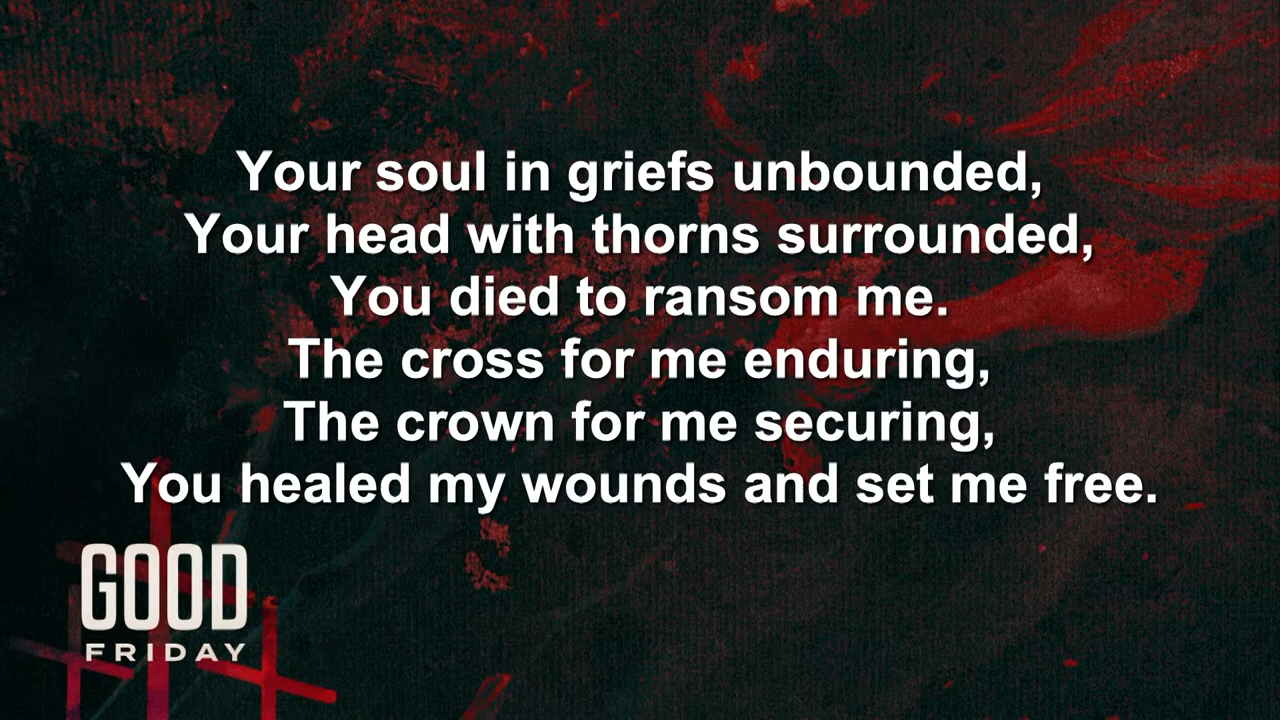 Your soul in griefs unbounded,
Your head with thorns surrounded,
You died to ransom me.
The cross for me enduring,
The crown for me securing,
You healed my wounds and set me free.
GOOD
FRIDAY